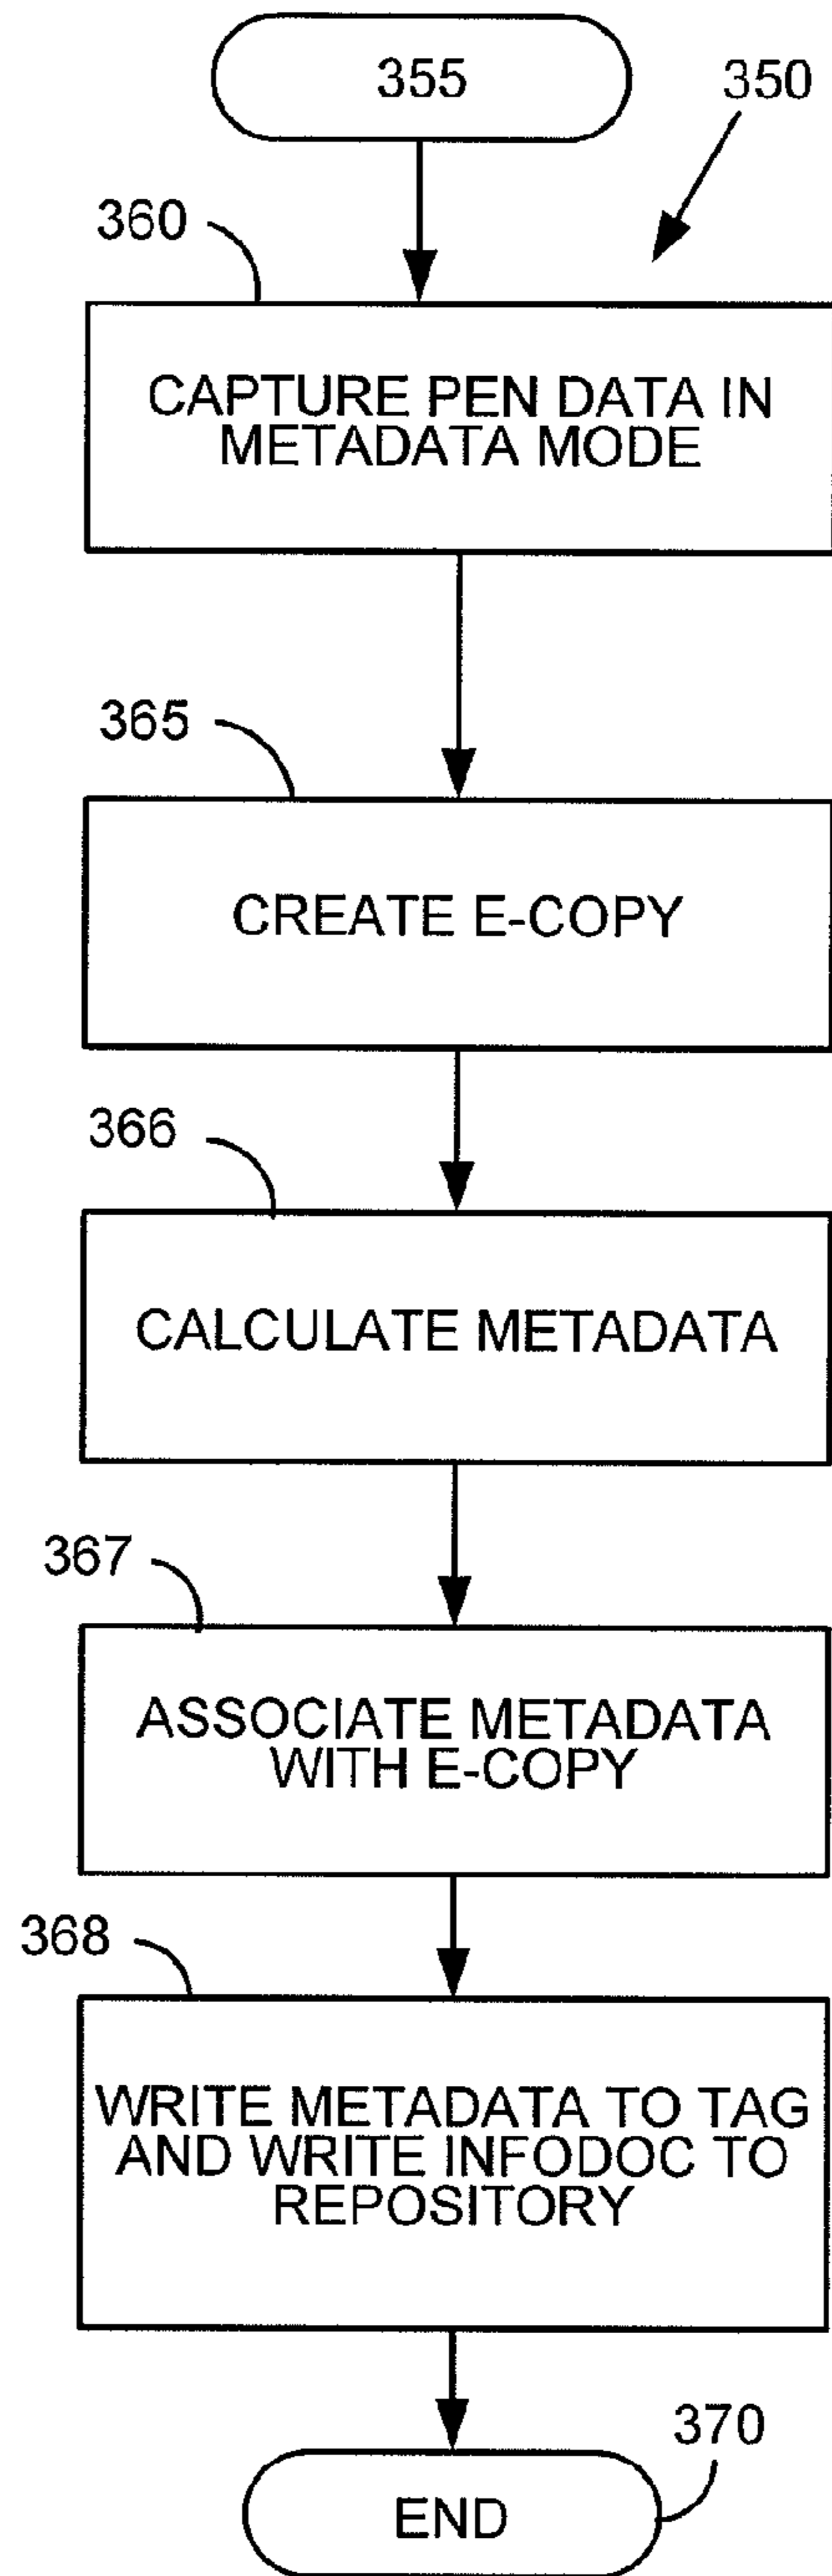 355
350
360
CAPTURE PEN DATA IN
METADATA MODE
365
CREATE E-COPY
366
CALCULATE METADATA
367
ASSOCIATE METADATA
WITH E-COPY
368
WRITE METADATA TO TAG
AND WRITE INFODOC TO
REPOSITORY
370
END